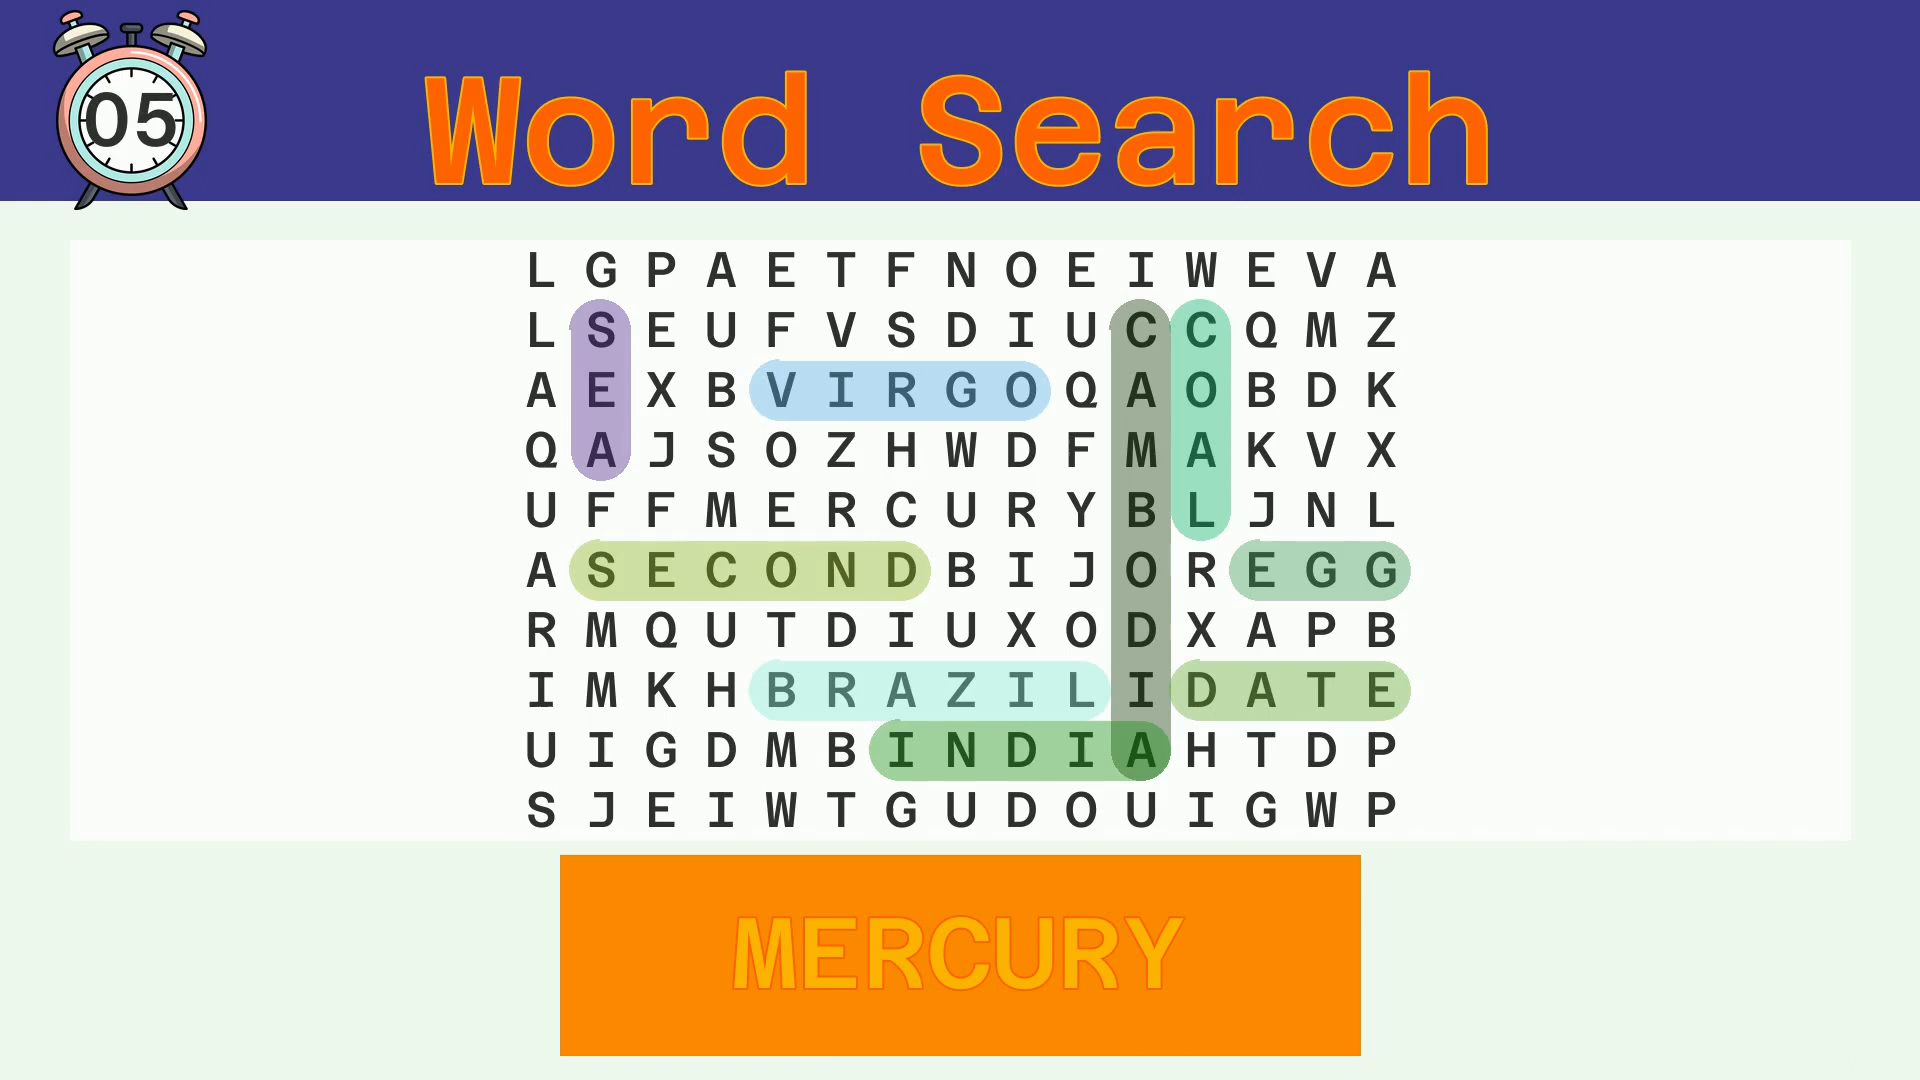 05
Word Search
L G P A E T F N O E I W E V A
L S E U F V S D I U C C Q M Z
A E X B V I R G O Q A O B D K
Q A J S O Z H W D F M A K V X
U F F M E R C U R Y B L J N L
A S E C O N D B I J O R E G G
R M Q U T D I U X O D X A P B
I M K H B R A Z I L I D A T E
U I G D M B I N D I A H T D P
S J E I W T G U D O U I G W P
MERCURY